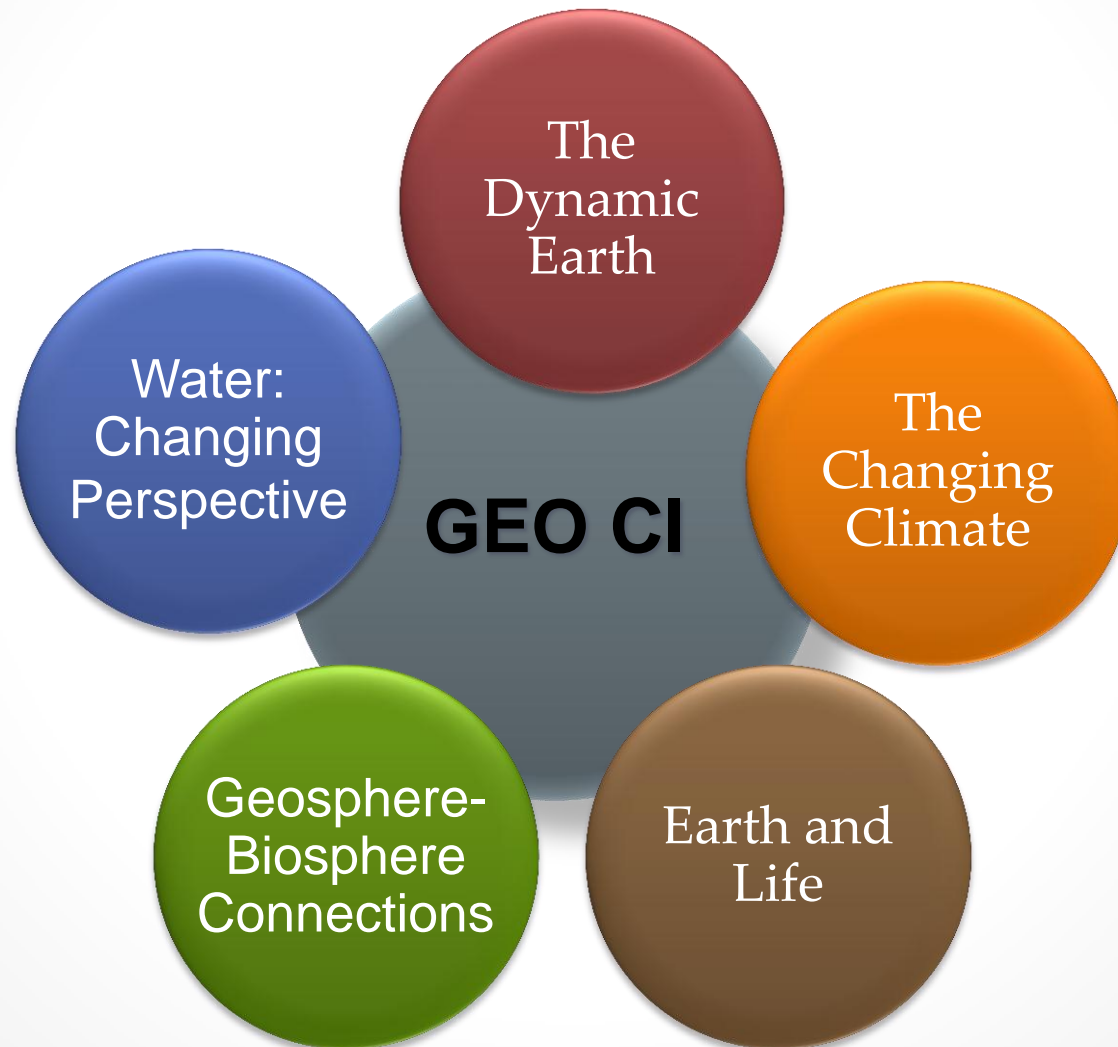 The
Dynamic
Earth
Water:
Changing
Perspective
The
Changing
Climate
GEO CI
Geosphere-
Biosphere
Connections
Earth and
Life